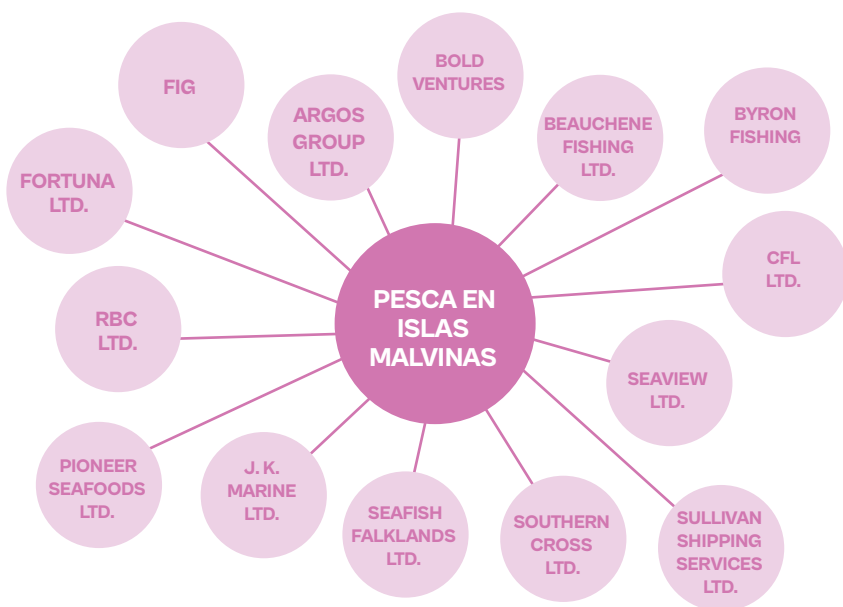 FIG
ARGOS
GROUP
LTD.
BOLD
VENTURES
BEAUCHENE
FISHING
LTD.
BYRON
FISHING
FORTUNA
LTD.
CFL
LTD.
RBC
LTD.
PESCA EN
ISLAS
MALVINAS
SEAVIEW
LTD.
PIONEER
SEAFOODS
LTD.
J. K.
MARINE
LTD.
SEAFISH
FALKLANDS
LTD.
SOUTHERN
CROSS
LTD.
SULLIVAN
SHIPPING
SERVICES
LTD.